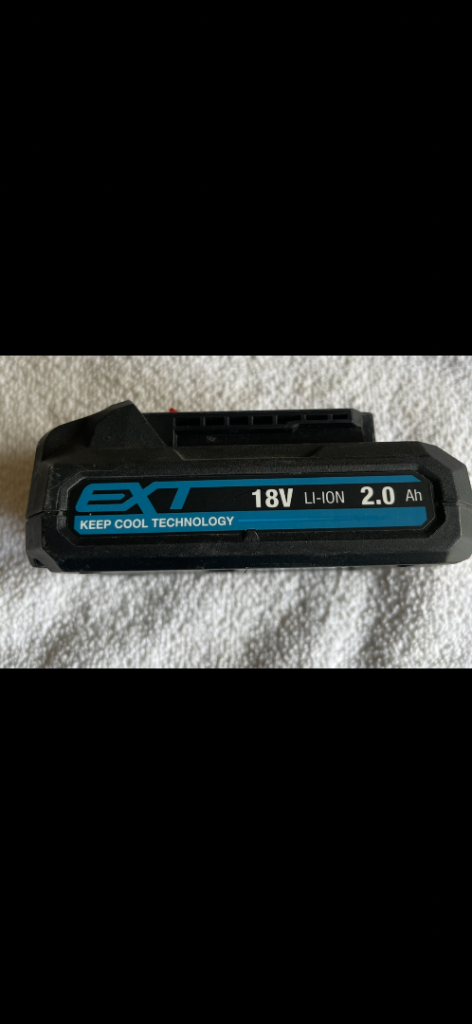 EXT 18V LI-ION 2.0 Ah
KEEP COOL TECHNOLOGY